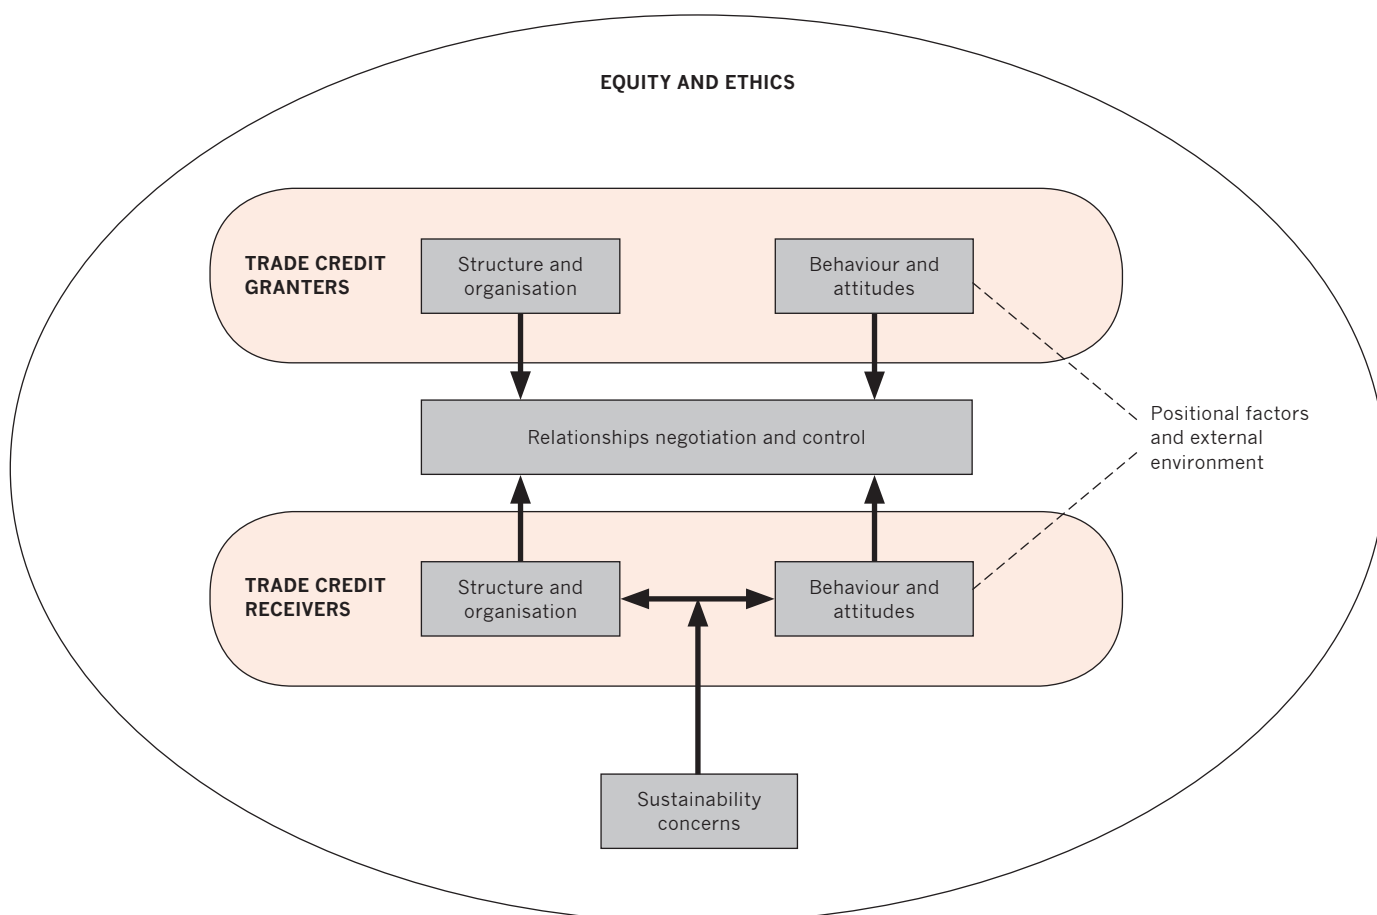 EQUITY AND ETHICS
TRADE CREDIT
GRANTERS
Structure and
organisation
Behaviour and
attitudes
Relationships negotiation and control
Positional factors
and external
environment
TRADE CREDIT
RECEIVERS
Structure and
organisation
Behaviour and
attitudes
Sustainability
concerns